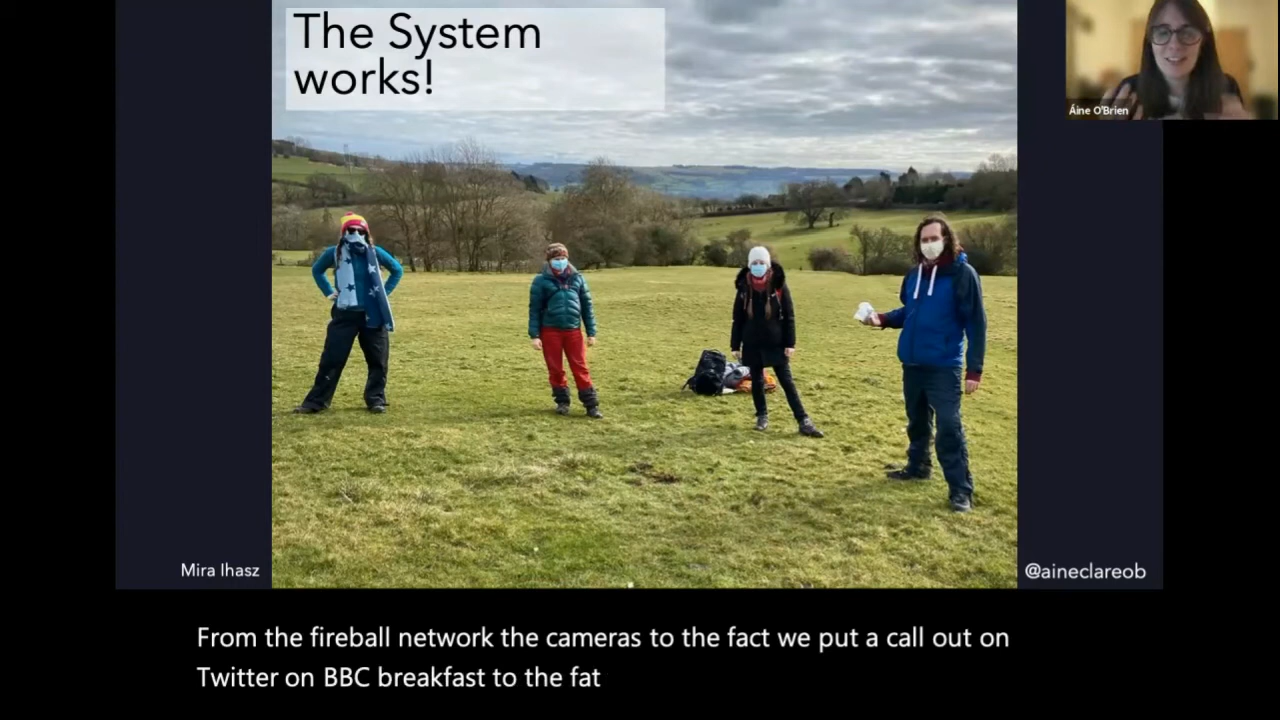 The System
works!
Áine O'Brien
Mira Ihasz
@aineclareob
From the fireball network the cameras to the fact we put a call out on
Twitter on BBC breakfast to the fat